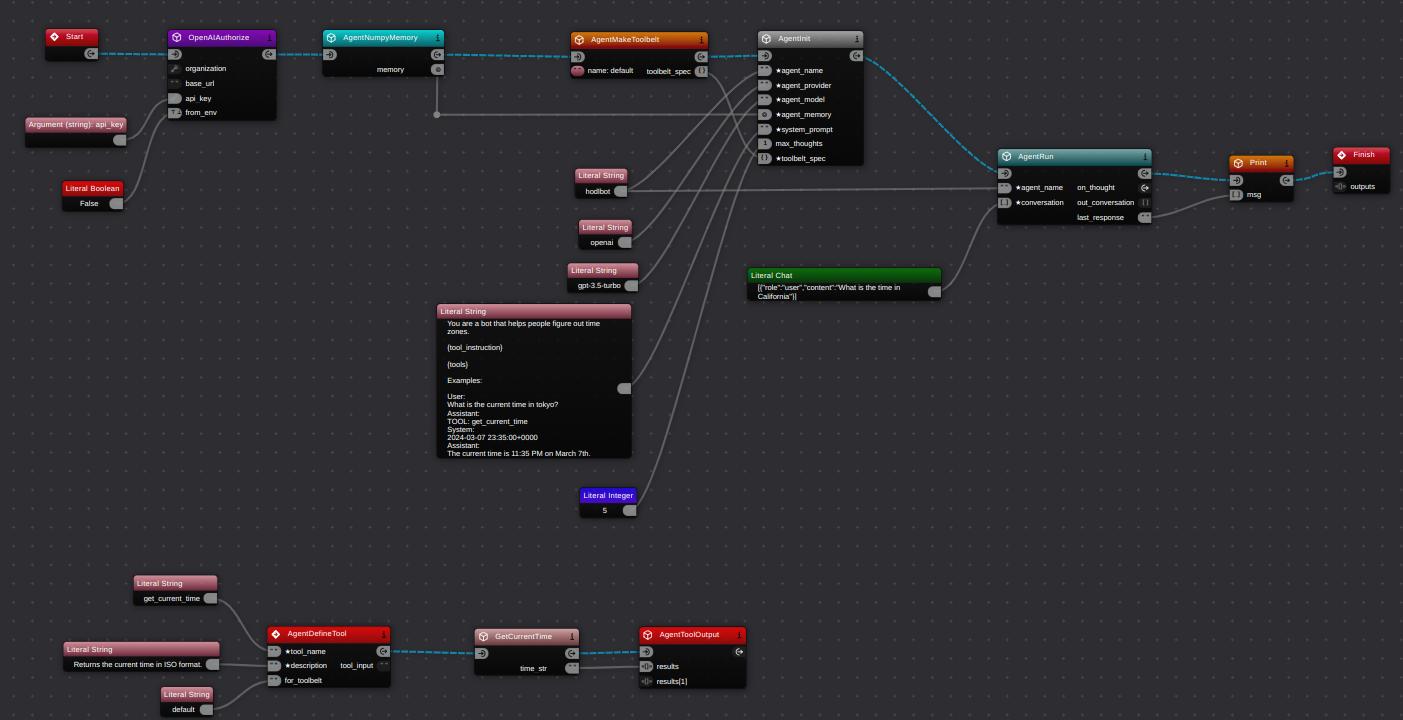 Start
OpenAIAuthorize
organization
base_url
api_key
from_env
Argument (string): api_key
Literal Boolean
False
AgentNumpyMemory
memory
AgentMakeToolbelt
name: default toolbelt_spec
AgentInit
★agent_name
★agent_provider
★agent_model
★agent_memory
★system_prompt
max_thoughts
★toolbelt_spec
Literal String
hodlbot
Literal String
openai
Literal String
gpt-3.5-turbo
Literal String
You are a bot that helps people figure out time
zones.
{tool_instruction}
{tools}
Examples:
User:
What is the current time in tokyo?
Assistant:
TOOL: get_current_time
System:
2024-03-07 23:35:00+0000
Assistant:
The current time is 11:35 PM on March 7th.
Literal Integer
5
Literal Chat
[{"role":"user","content":"What is the time in
California"}]
AgentRun
★agent_name on_thought
★conversation out_conversation
last_response
Print
msg
Finish
outputs
Literal String
get_current_time
Literal String
Returns the current time in ISO format.
Literal String
default
AgentDefineTool
★tool_name
★description tool_input
for_toolbelt
GetCurrentTime
time_str
AgentToolOutput
results
results[1]